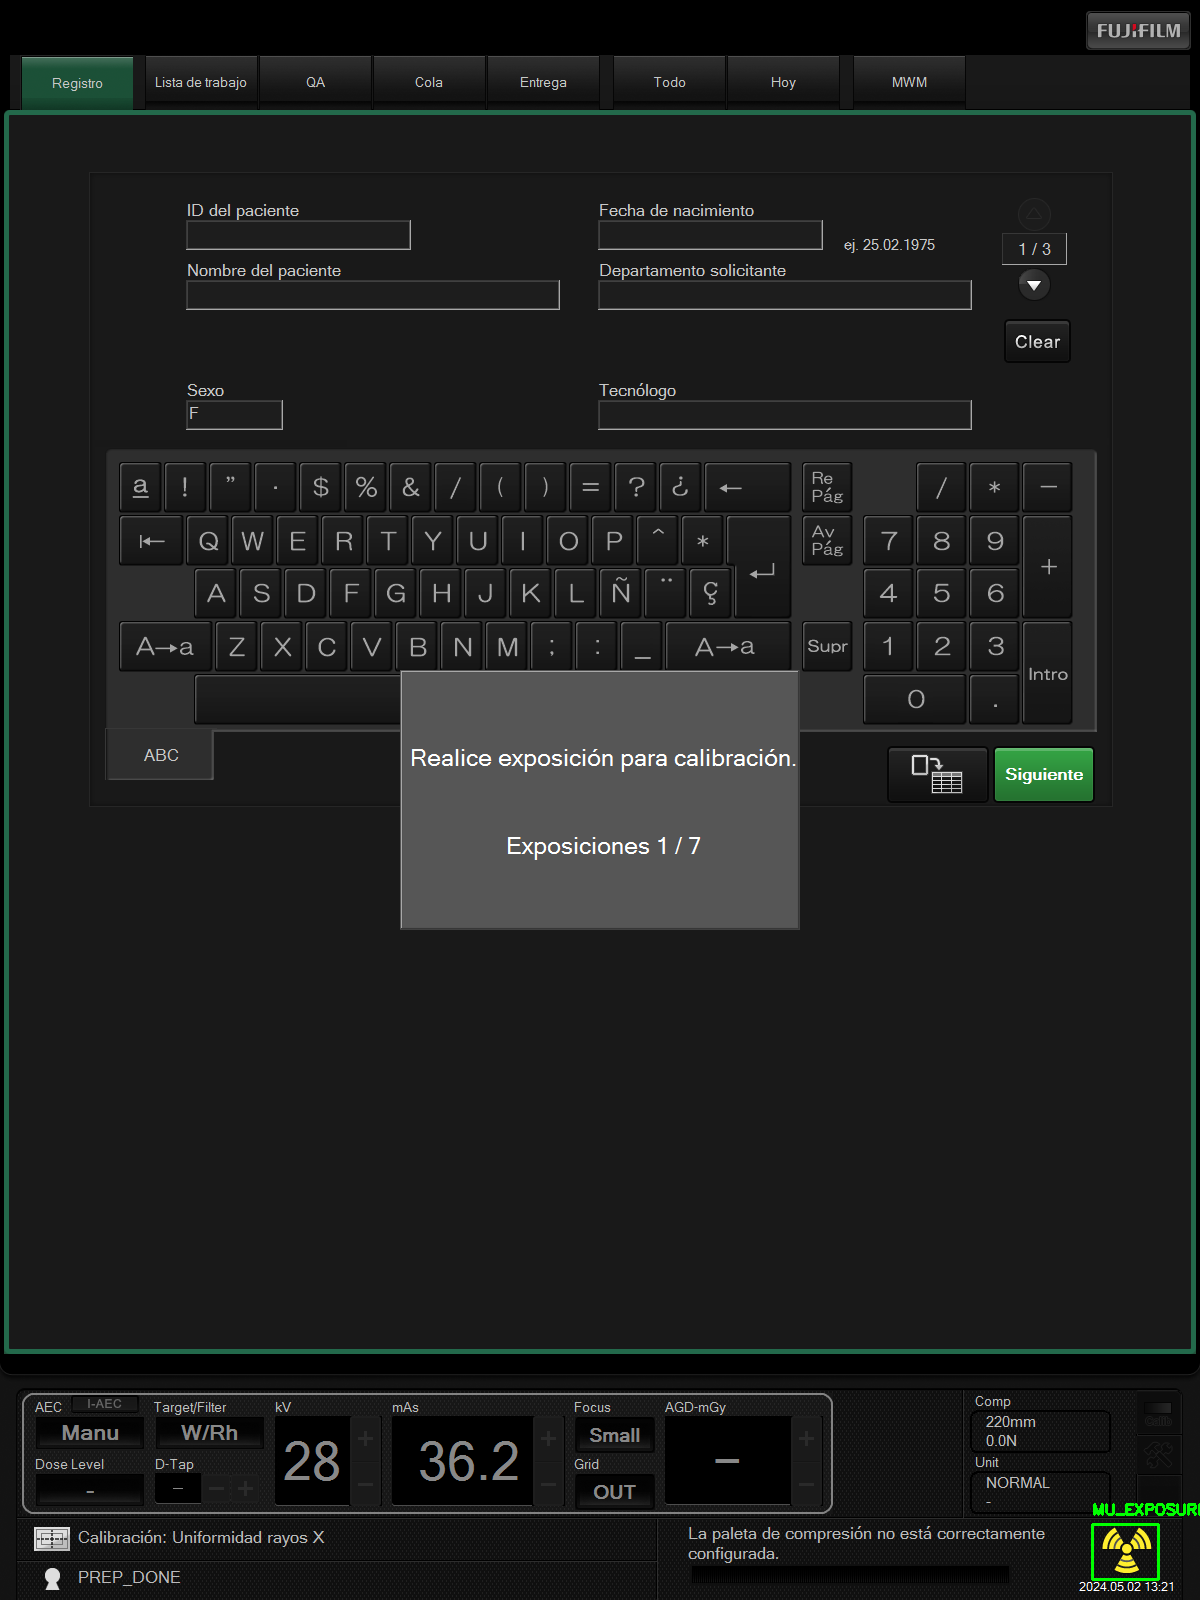 FUJIFILM
Registro
Lista de trabajo
QA
Cola
Entrega
Todo
Hoy
MWM
ID del paciente
Fecha de nacimiento
ej. 25.02.1975
1 / 3
Nombre del paciente
Departamento solicitante
Clear
Sexo
F
Tecnólogo
a ! " · $ % & / ( ) = ? ¿ ←
Re Pág
/ * −
Q W E R T Y U I O P ^ *
Av Pág
7 8 9 +
A S D F G H J K L Ñ ¨ ç
4 5 6
A→a Z X C V B N M ; : _ A→a
Supr
1 2 3
Intro
0 .
ABC
Realice exposición para calibración.
Exposiciones 1 / 7
Siguiente
AEC
I-AEC
Manu
Target/Filter
W/Rh
kV
28
+
−
mAs
36.2
+
−
Focus
Small
AGD-mGy
−
+
−
Dose Level
-
D-Tap
−
− +
Grid
OUT
Comp
220mm
0.0N
Unit
NORMAL
-
MU_EXPOSUR
Calibración: Uniformidad rayos X
La paleta de compresión no está correctamente
configurada.
PREP_DONE
2024.05.02 13:21